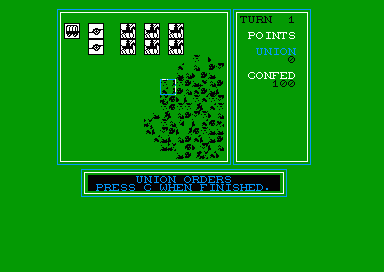 TURN 1
POINTS
UNION
0
CONFED
100
UNION ORDERS
PRESS C WHEN FINISHED.